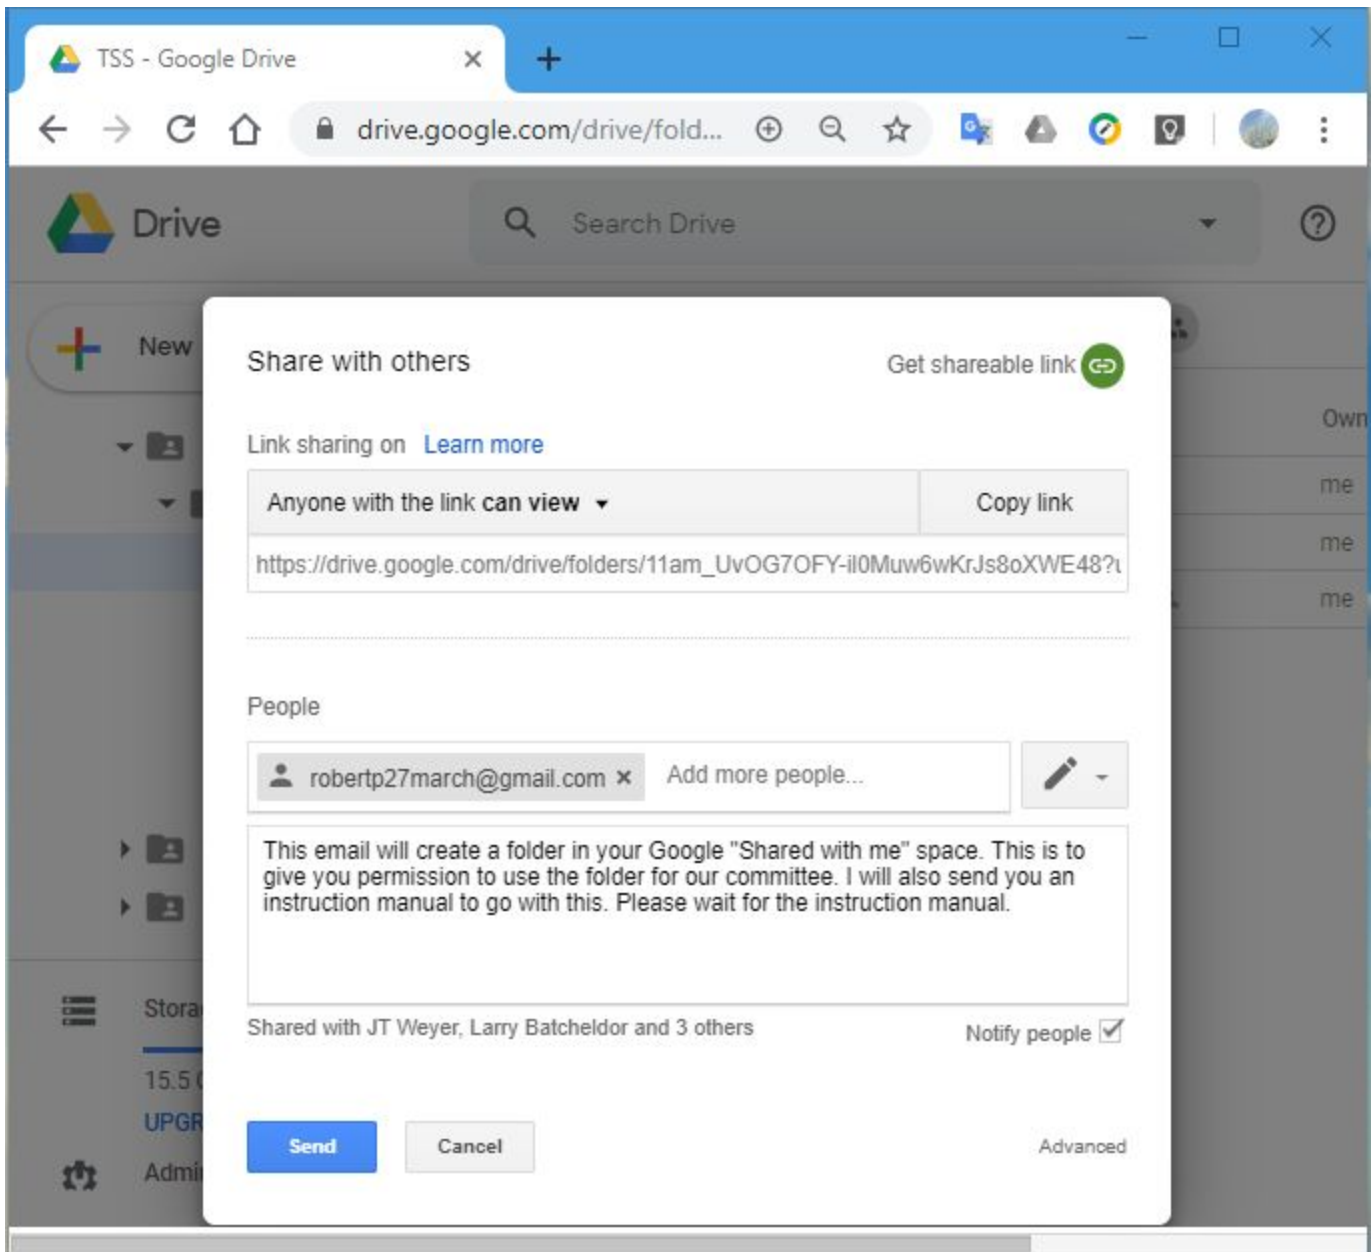 TSS - Google Drive
drive.google.com/drive/fold...
Drive
Search Drive
New
Share with others
Get shareable link
Own
Link sharing on Learn more
me
Anyone with the link can view
Copy link
me
https://drive.google.com/drive/folders/11am_UvOG7OFY-il0Muw6wKrJs8oXWE48?u
me
People
robertp27march@gmail.com
Add more people...
This email will create a folder in your Google "Shared with me" space. This is to
give you permission to use the folder for our committee. I will also send you an
instruction manual to go with this. Please wait for the instruction manual.
Stora
Shared with JT Weyer, Larry Batcheldor and 3 others
Notify people
15.5
UPGR
Send
Cancel
Advanced
Admi